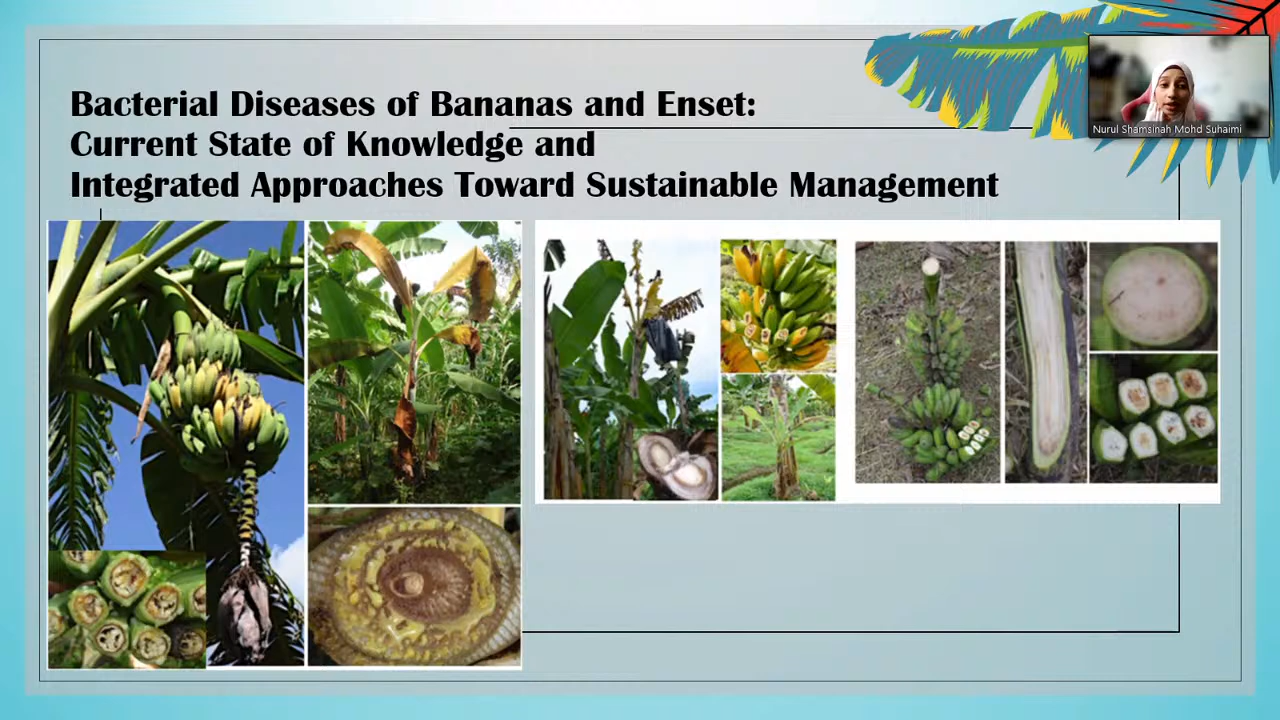 Bacterial Diseases of Bananas and Enset:
Current State of Knowledge and
Integrated Approaches Toward Sustainable Management
Nurul Shamsinah Mohd Suhaimi